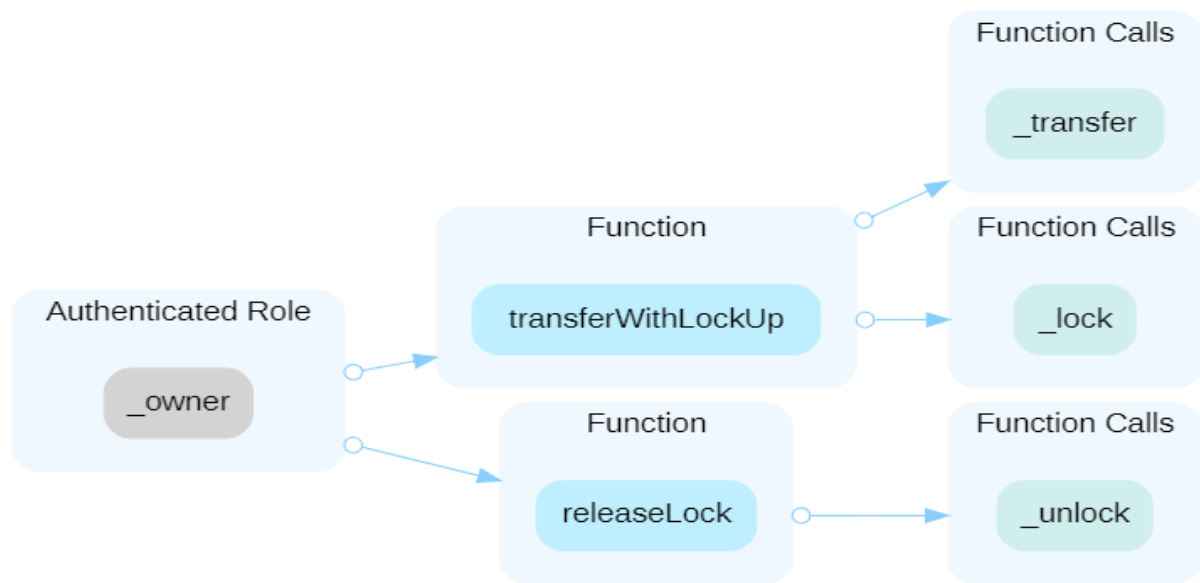 Function Calls
_transfer
Function
transferWithLockUp
Function Calls
_lock
Authenticated Role
_owner
Function
releaseLock
Function Calls
_unlock